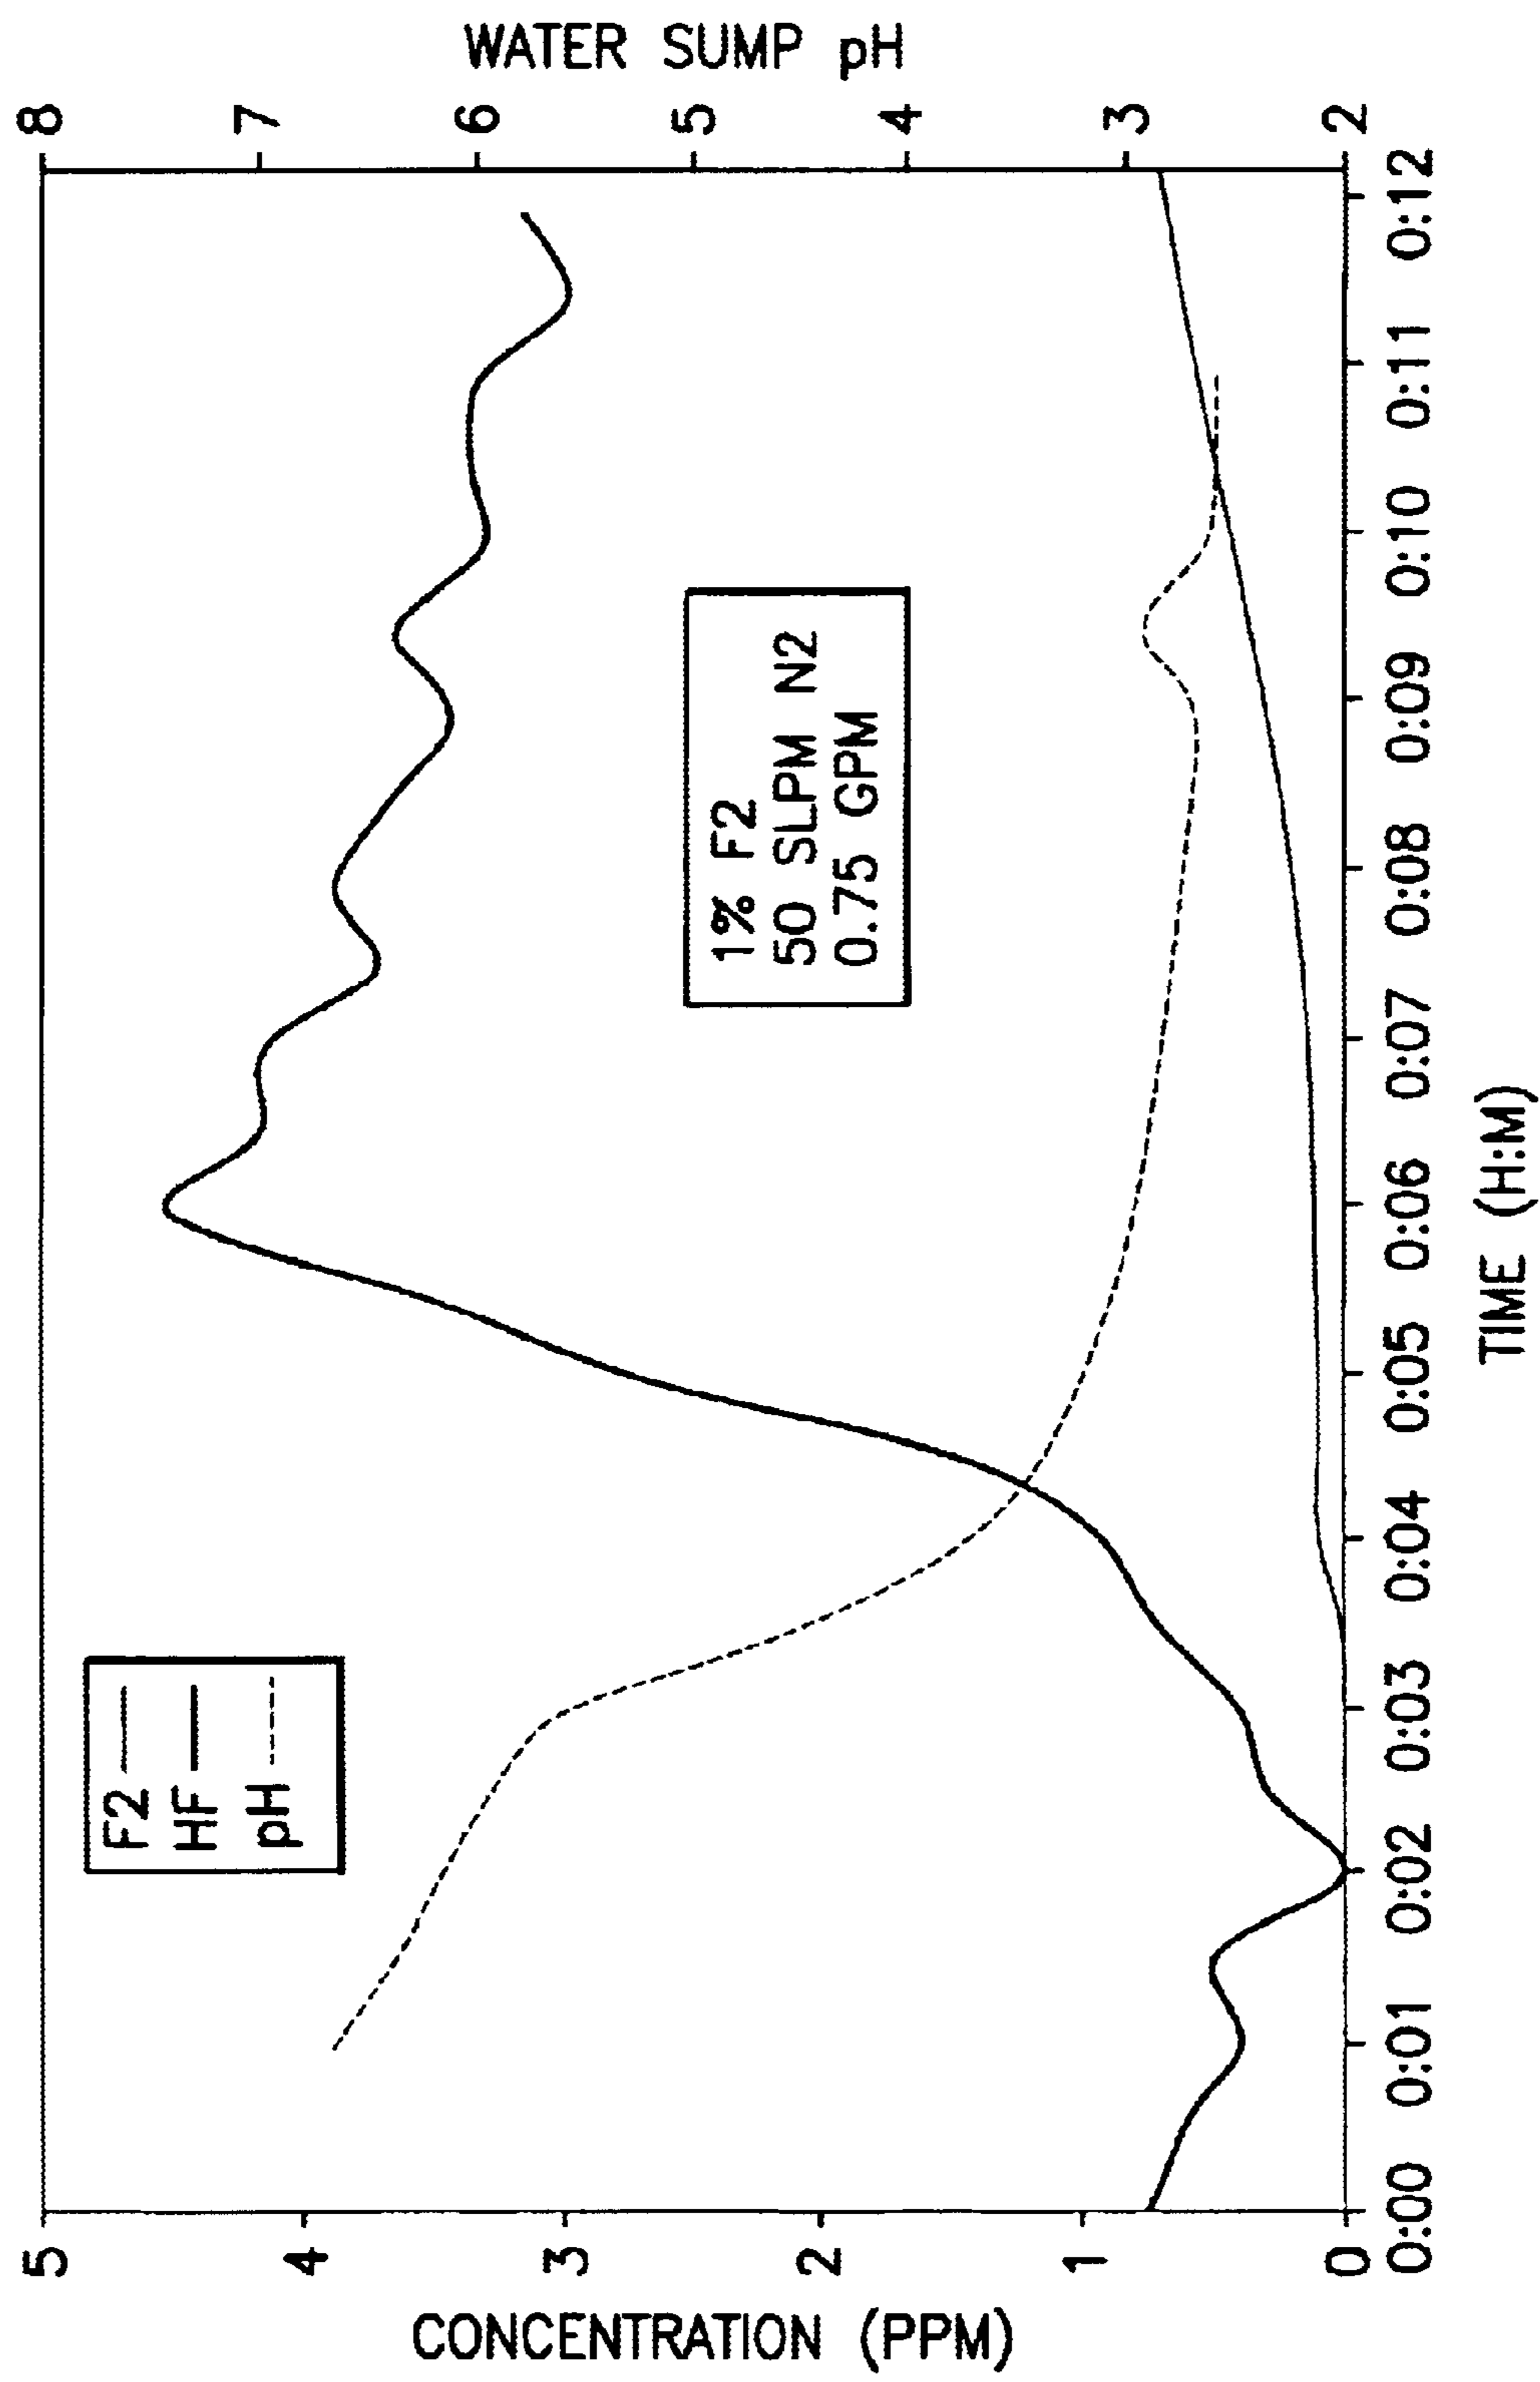 F2
HF
pH
1% F2
50 SLPM N2
0.75 GPM
CONCENTRATION (PPM)
5
4
3
2
1
0
WATER SUMP pH
8
7
6
5
4
3
2
0:00 0:01 0:02 0:03 0:04 0:05 0:06 0:07 0:08 0:09 0:10 0:11 0:12
TIME (H:M)